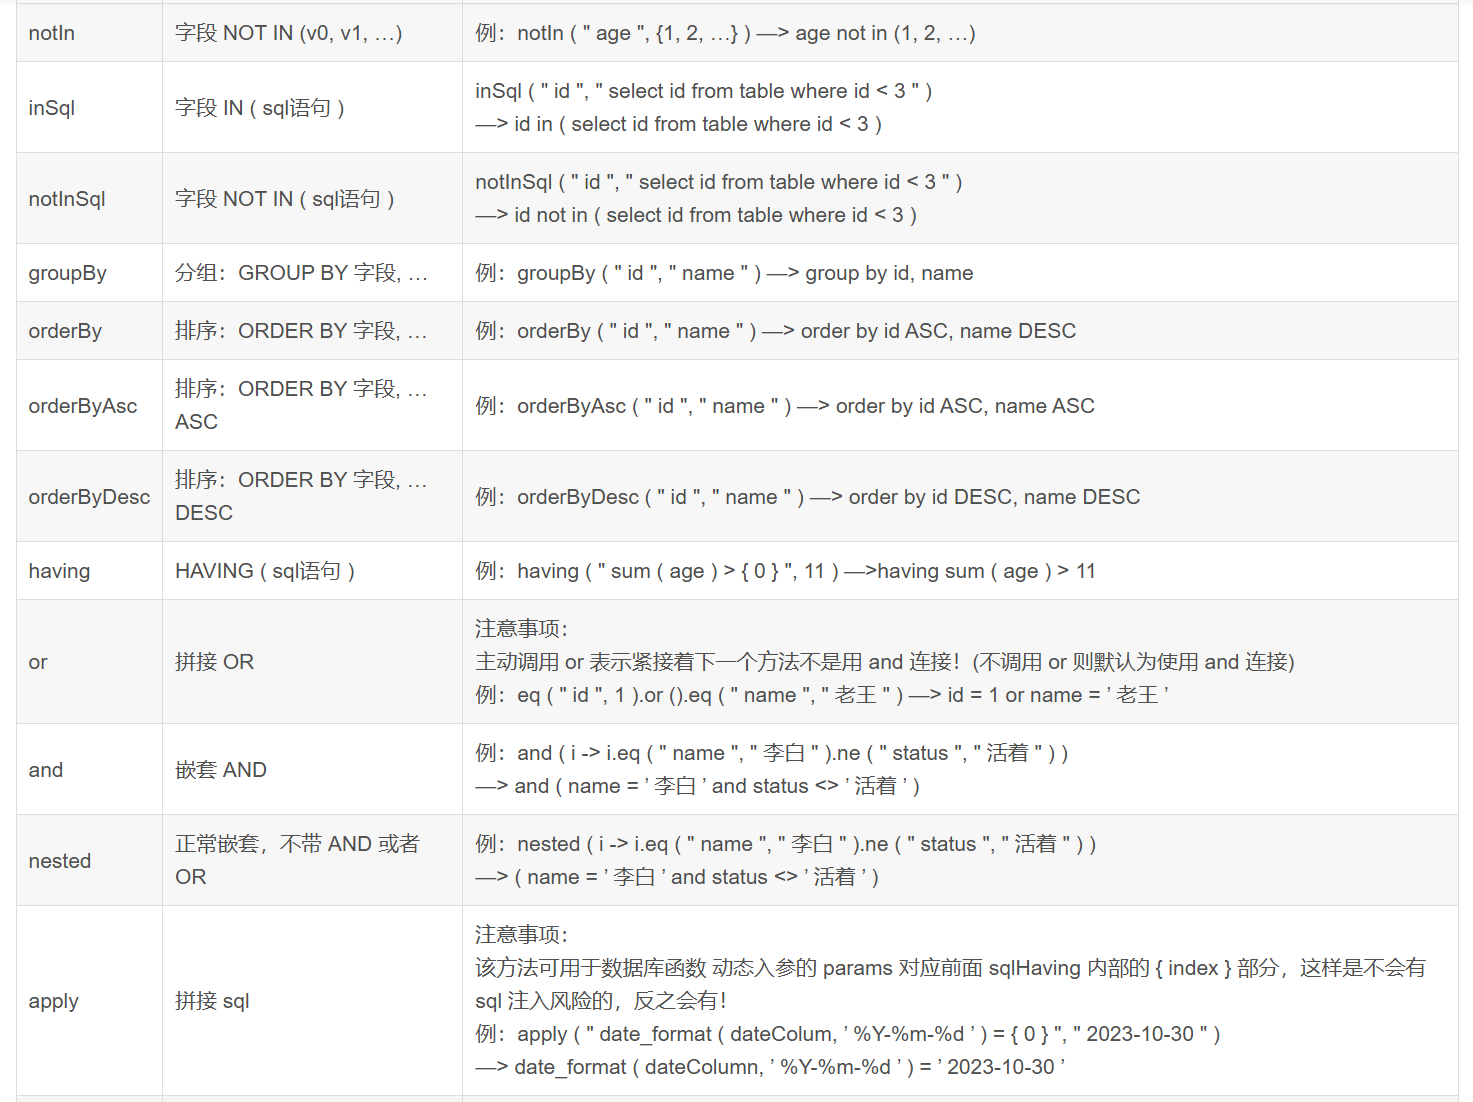 notIn
字段 NOT IN (v0, v1, …)
例：notIn ( " age ", {1, 2, …} ) —> age not in (1, 2, …)
inSql
字段 IN ( sql语句 )
inSql ( " id ", " select id from table where id < 3 " )
—> id in ( select id from table where id < 3 )
notInSql
字段 NOT IN ( sql语句 )
notInSql ( " id ", " select id from table where id < 3 " )
—> id not in ( select id from table where id < 3 )
groupBy
分组：GROUP BY 字段, …
例：groupBy ( " id ", " name " ) —> group by id, name
orderBy
排序：ORDER BY 字段, …
例：orderBy ( " id ", " name " ) —> order by id ASC, name DESC
orderByAsc
排序：ORDER BY 字段, …
ASC
例：orderByAsc ( " id ", " name " ) —> order by id ASC, name ASC
orderByDesc
排序：ORDER BY 字段, …
DESC
例：orderByDesc ( " id ", " name " ) —> order by id DESC, name DESC
having
HAVING ( sql语句 )
例：having ( " sum ( age ) > { 0 } ", 11 ) —>having sum ( age ) > 11
or
拼接 OR
注意事项：
主动调用 or 表示紧接着下一个方法不是用 and 连接！(不调用 or 则默认为使用 and 连接)
例：eq ( " id ", 1 ).or ().eq ( " name ", " 老王 " ) —> id = 1 or name = ’ 老王 ’
and
嵌套 AND
例：and ( i -> i.eq ( " name ", " 李白 " ).ne ( " status ", " 活着 " ) )
—> and ( name = ’ 李白 ’ and status <> ’ 活着 ’ )
nested
正常嵌套，不带 AND 或者
OR
例：nested ( i -> i.eq ( " name ", " 李白 " ).ne ( " status ", " 活着 " ) )
—> ( name = ’ 李白 ’ and status <> ’ 活着 ’ )
apply
拼接 sql
注意事项：
该方法可用于数据库函数 动态入参的 params 对应前面 sqlHaving 内部的 { index } 部分，这样是不会有
sql 注入风险的，反之会有！
例：apply ( " date_format ( dateColum, ’ %Y-%m-%d ’ ) = { 0 } ", " 2023-10-30 " )
—> date_format ( dateColumn, ’ %Y-%m-%d ’ ) = ’ 2023-10-30 ’